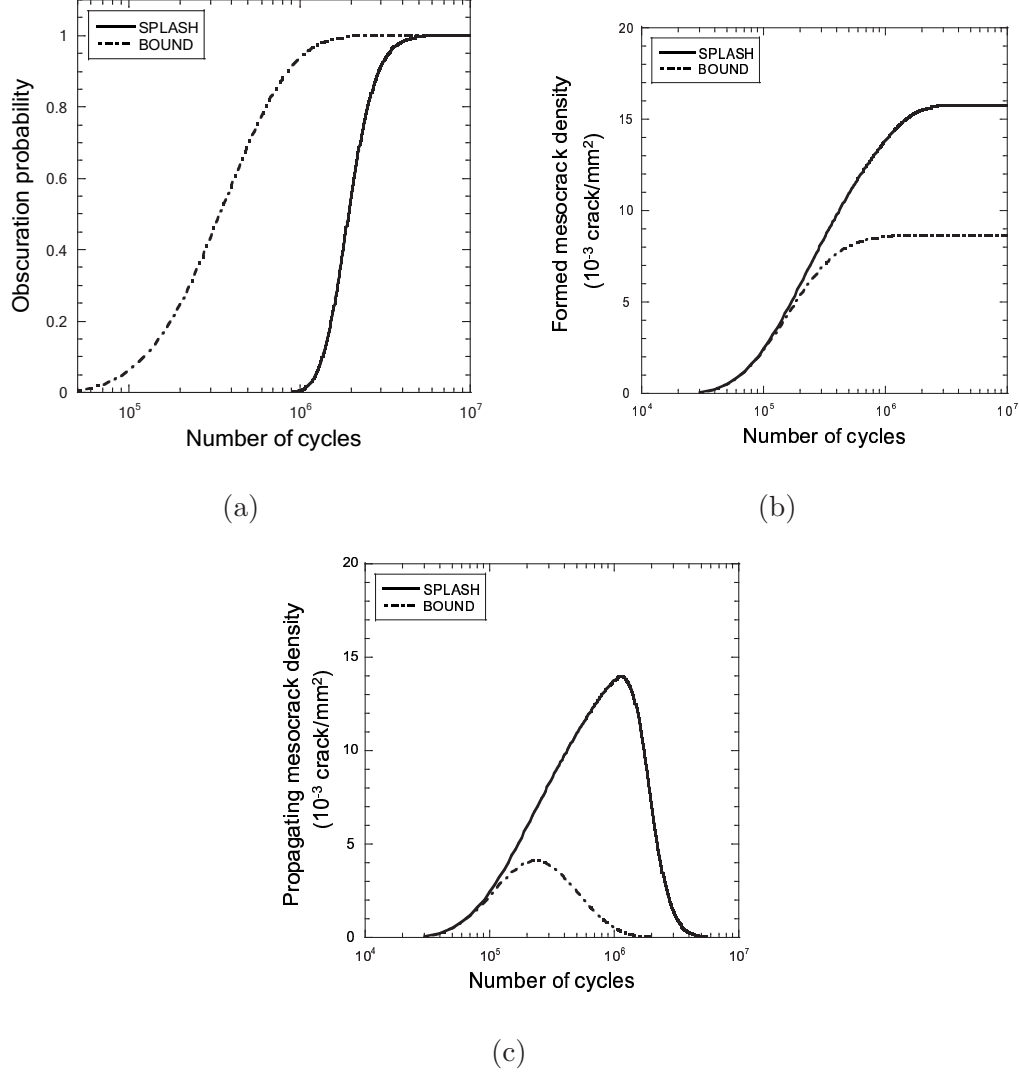 SPLASH
BOUND
1
0.8
0.6
0.4
0.2
0
10⁵
10⁶
10⁷
Obscuration probability
Number of cycles
(a)
SPLASH
BOUND
20
15
10
5
0
10⁴
10⁵
10⁶
10⁷
Formed mesocrack density
(10⁻³ crack/mm²)
Number of cycles
(b)
SPLASH
BOUND
20
15
10
5
0
10⁴
10⁵
10⁶
10⁷
Propagating mesocrack density
(10⁻³ crack/mm²)
Number of cycles
(c)